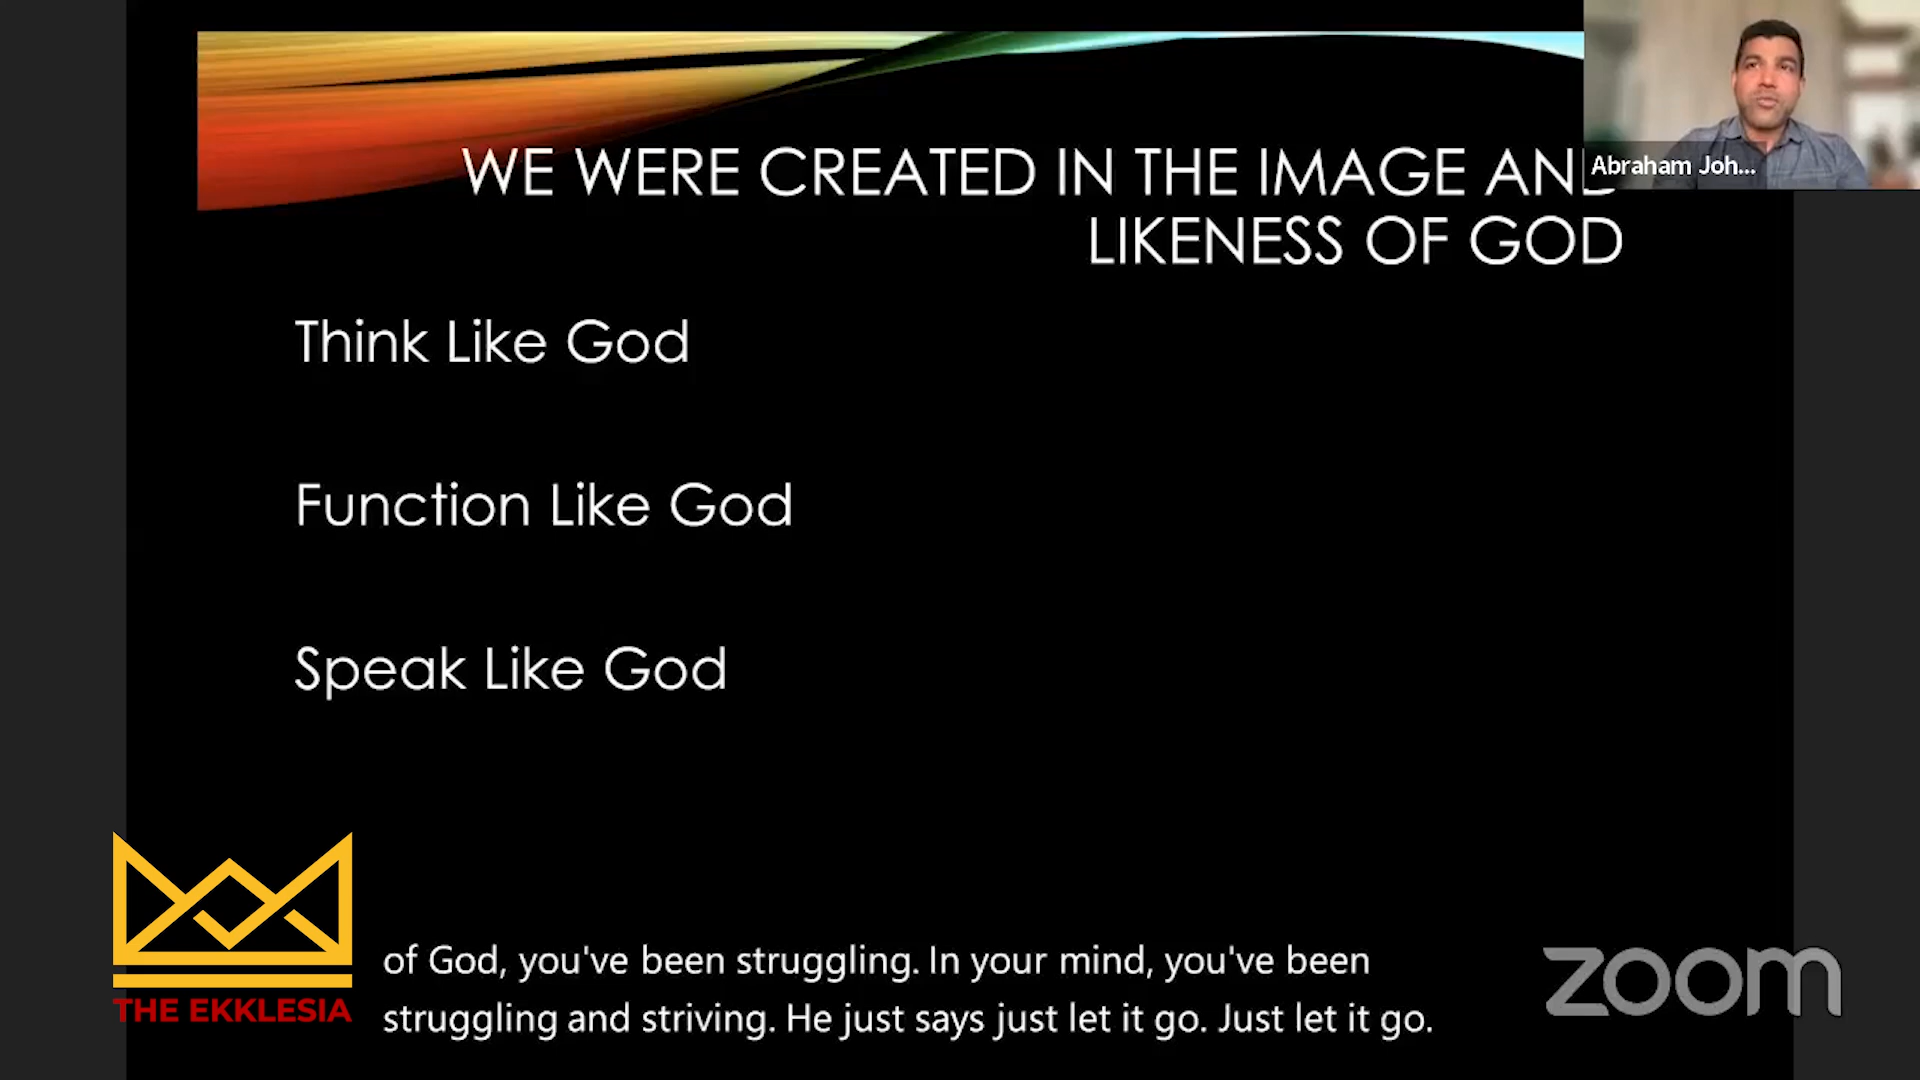 WE WERE CREATED IN THE IMAGE AND
LIKENESS OF GOD
Abraham Joh...
Think Like God
Function Like God
Speak Like God
THE EKKLESIA
of God, you've been struggling. In your mind, you've been
struggling and striving. He just says just let it go. Just let it go.
zoom